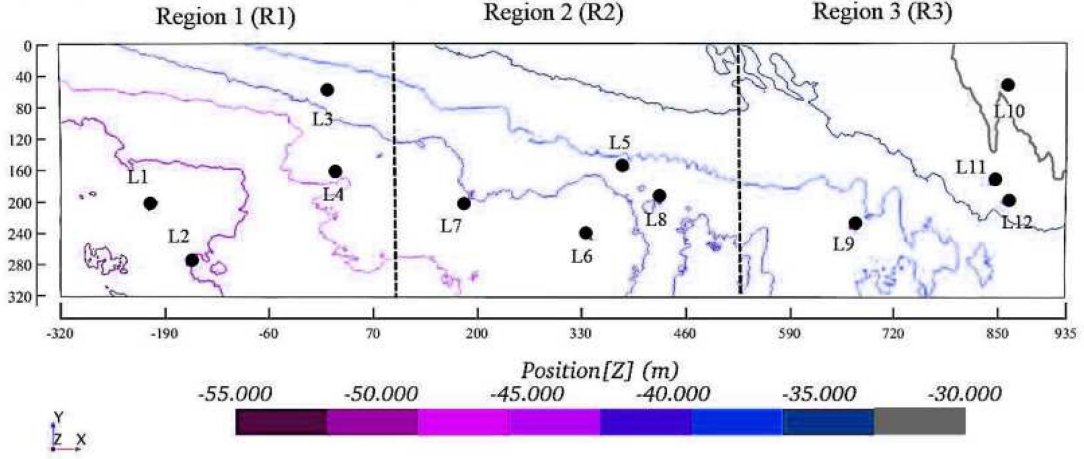 Region 1 (R1) Region 2 (R2) Region 3 (R3)
0
40
80
120
160
200
240
280
320
L10
L3
L5
L11
L1
L4
L8
L12
L7
L2
L9
L6
-320 -190 -60 70 200 330 460 590 720 850 935
Position[Z] (m)
-55.000 -50.000 -45.000 -40.000 -35.000 -30.000
Y
Z X